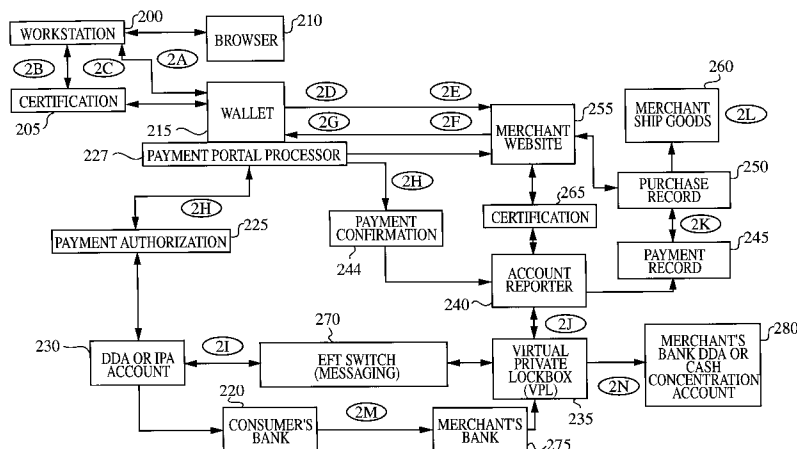 200
210
WORKSTATION
BROWSER
2A
2B
2C
260
CERTIFICATION
205
WALLET
215
2D
2E
2G
2F
255
MERCHANT
WEBSITE
MERCHANT
SHIP GOODS
2L
227
PAYMENT PORTAL PROCESSOR
250
PURCHASE
RECORD
2H
2H
265
CERTIFICATION
225
PAYMENT AUTHORIZATION
PAYMENT
CONFIRMATION
244
2K
245
PAYMENT
RECORD
ACCOUNT
REPORTER
240
230
2I
270
2J
280
DDA OR IPA
ACCOUNT
EFT SWITCH
(MESSAGING)
VIRTUAL
PRIVATE
LOCKBOX
(VPL)
235
2N
MERCHANT'S
BANK DDA OR
CASH
CONCENTRATION
ACCOUNT
220
CONSUMER'S
BANK
2M
MERCHANT'S
BANK
275